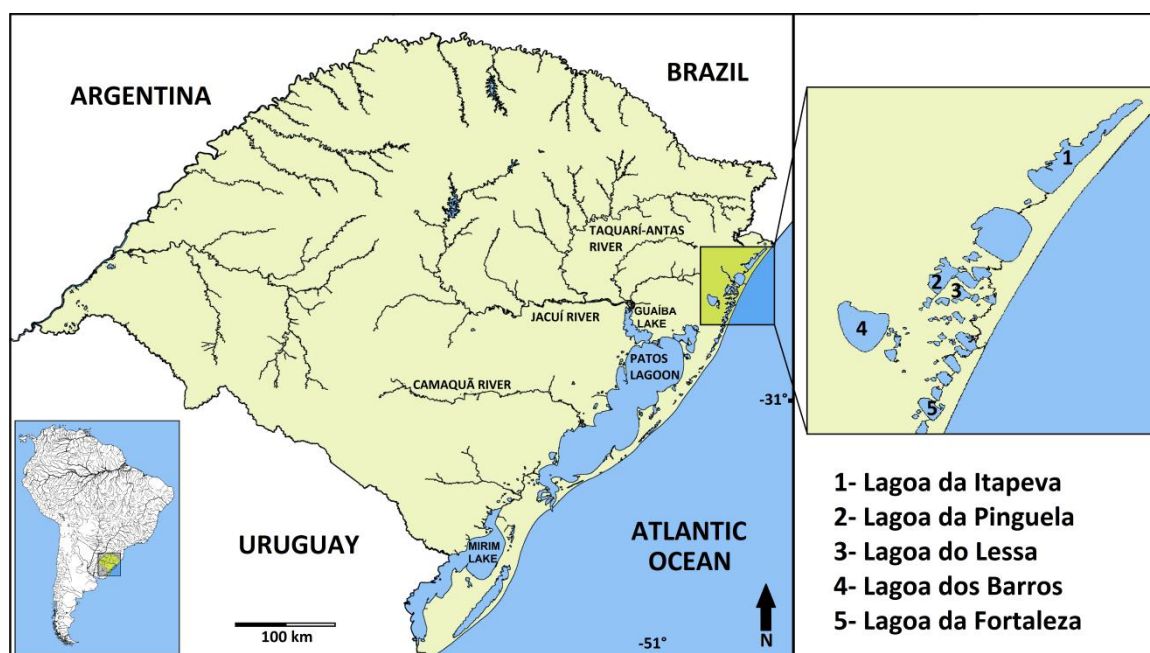 ARGENTINA
BRAZIL
TAQUARÍ-ANTAS
RIVER
JACUÍ RIVER
GUAÍBA
LAKE
PATOS
LAGOON
CAMAQUÃ RIVER
-31°
URUGUAY
MIRIM
LAKE
ATLANTIC
OCEAN
100 km
-51°
N
1
2
3
4
5
1- Lagoa da Itapeva
2- Lagoa da Pinguela
3- Lagoa do Lessa
4- Lagoa dos Barros
5- Lagoa da Fortaleza